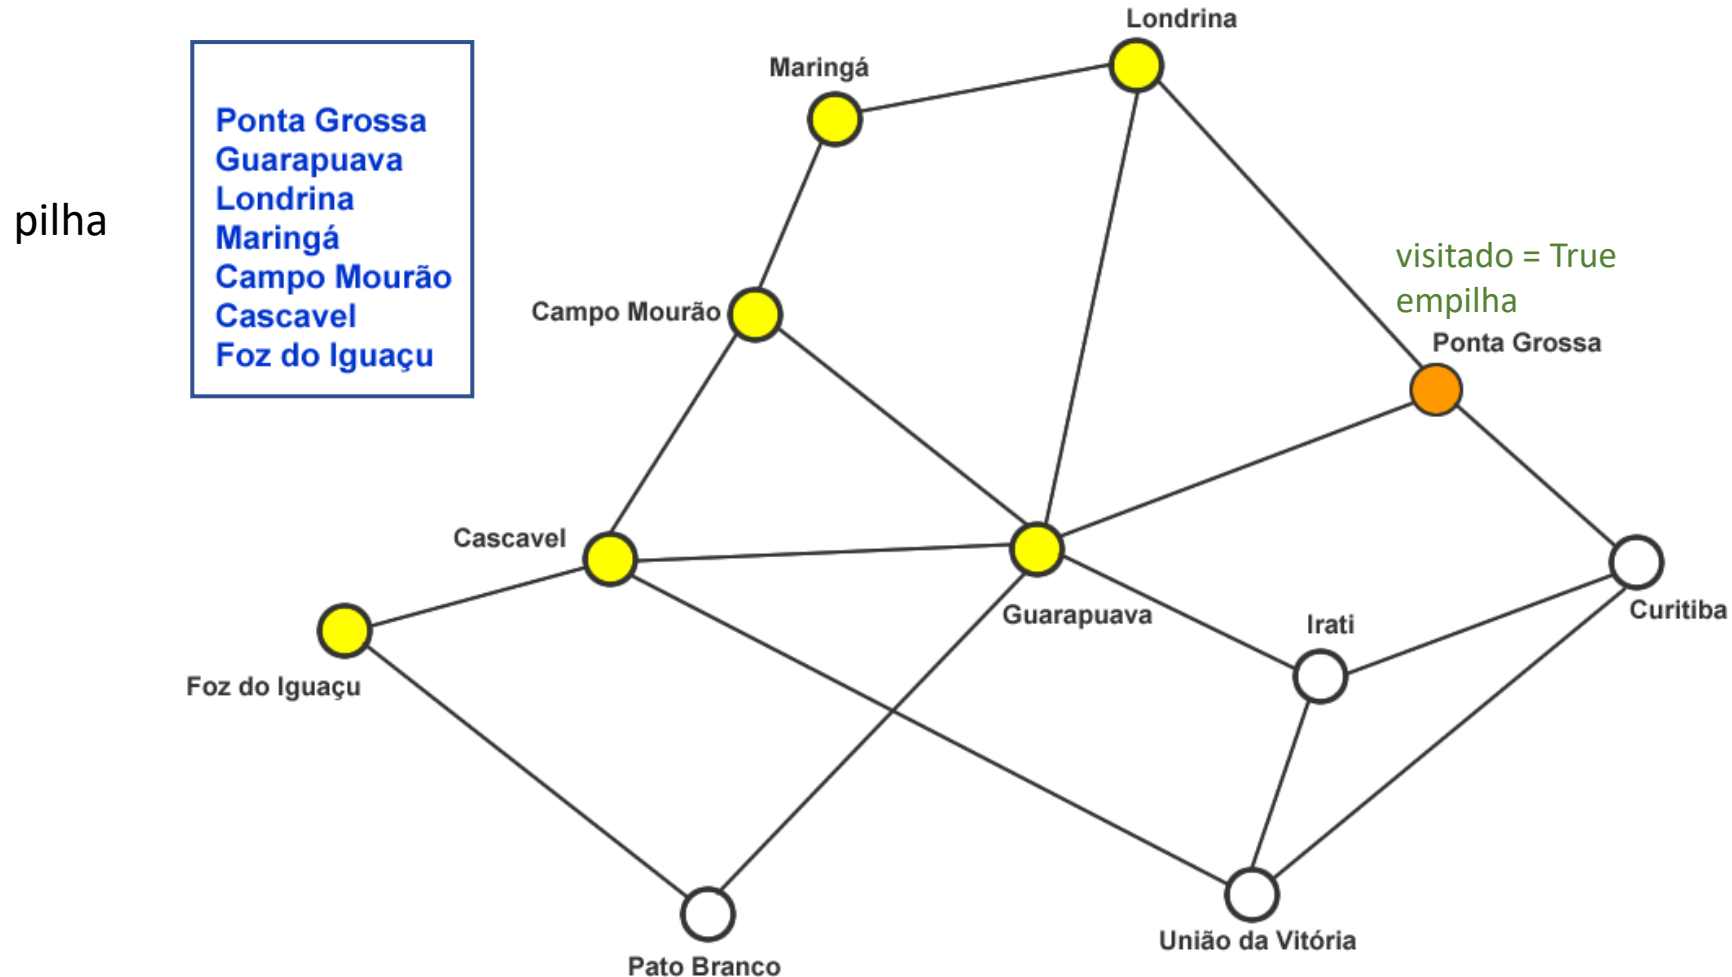 Londrina
Maringá
Ponta Grossa
Guarapuava
Londrina
Maringá
Campo Mourão
Cascavel
Foz do Iguaçu
pilha
visitado = True
empilha
Ponta Grossa
Campo Mourão
Cascavel
Guarapuava
Irati
Curitiba
Foz do Iguaçu
União da Vitória
Pato Branco